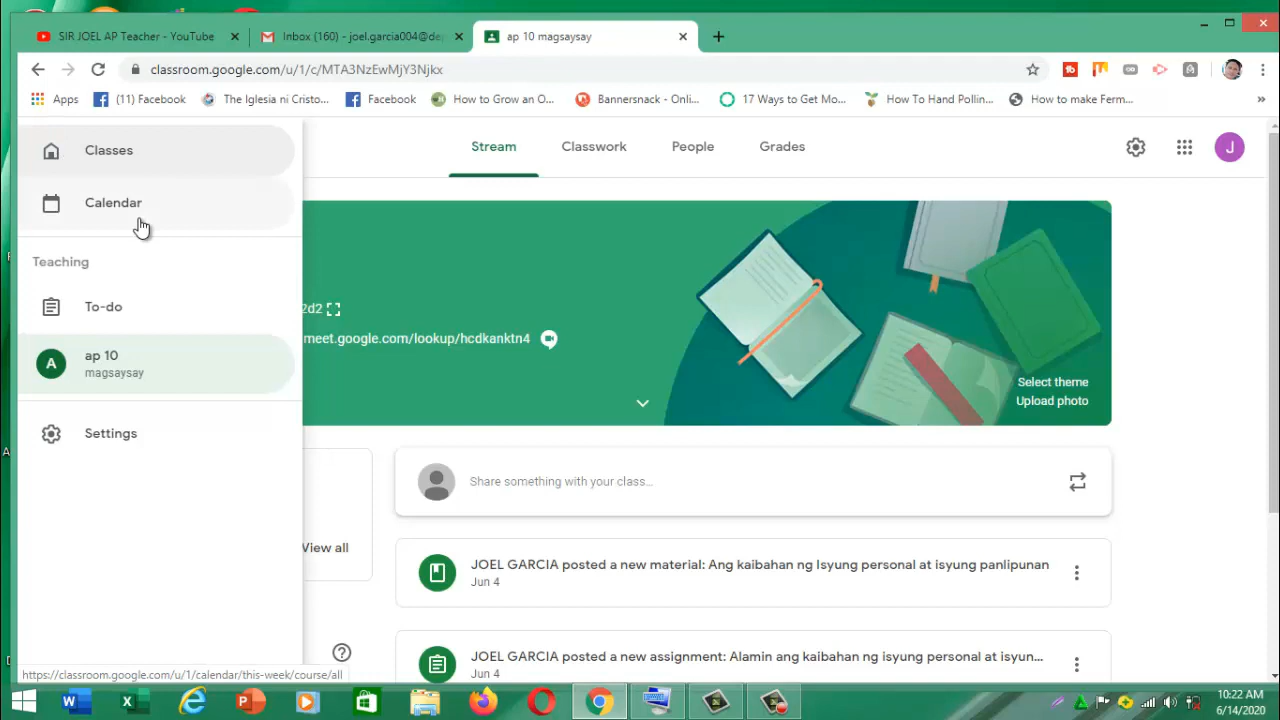 SIR JOEL AP Teacher - YouTube
Inbox (160) - joel.garcia004@de
ap 10 magsaysay
classroom.google.com/u/1/c/MTA3NzEwMjY3Njkx
Apps
(11) Facebook
The Iglesia ni Cristo...
Facebook
How to Grow an O...
Bannersnack - Onli...
17 Ways to Get Mo...
How To Hand Pollin...
How to make Ferm...
Classes
Stream
Classwork
People
Grades
J
Calendar
Teaching
To-do
2d2
meet.google.com/lookup/hcdkanktn4
A
ap 10
magsaysay
Select theme
Upload photo
Settings
Share something with your class...
View all
JOEL GARCIA posted a new material: Ang kaibahan ng Isyung personal at isyung panlipunan
Jun 4
JOEL GARCIA posted a new assignment: Alamin ang kaibahan ng isyung personal at isyun...
Jun 4
https://classroom.google.com/u/1/calendar/this-week/course/all
10:22 AM
6/14/2020